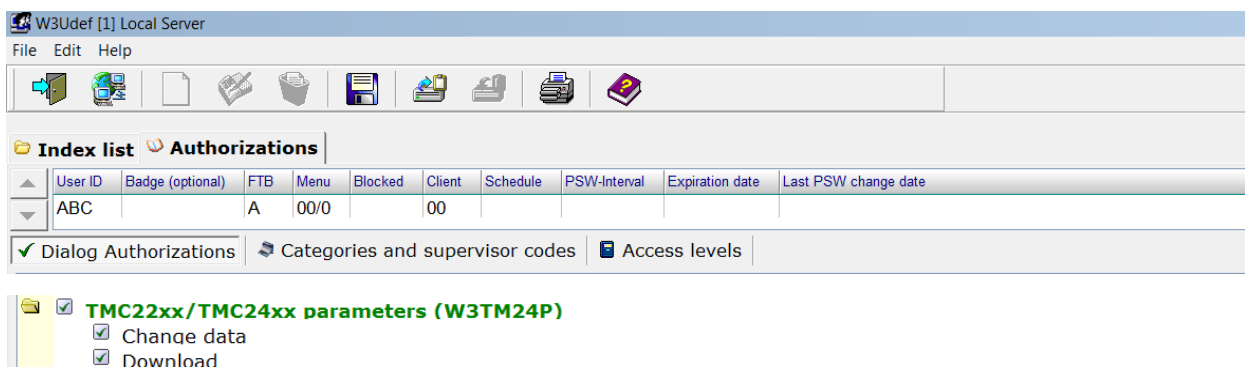 W3Udef [1] Local Server
File Edit Help
Index list Authorizations
User ID Badge (optional) FTB Menu Blocked Client Schedule PSW-Interval Expiration date Last PSW change date
ABC A 00/0 00
Dialog Authorizations Categories and supervisor codes Access levels
TMC22xx/TMC24xx parameters (W3TM24P)
Change data
Download